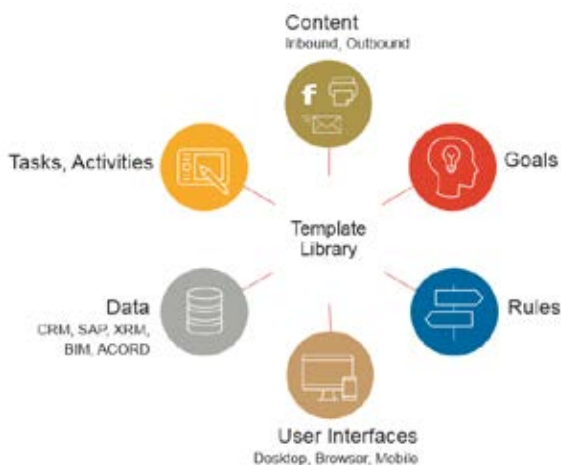 Content
Inbound, Outbound
f
Tasks, Activities
Goals
Template
Library
Data
CRM, SAP, XRM,
BIM, ACORD
Rules
User Interfaces
Desktop, Browser, Mobile